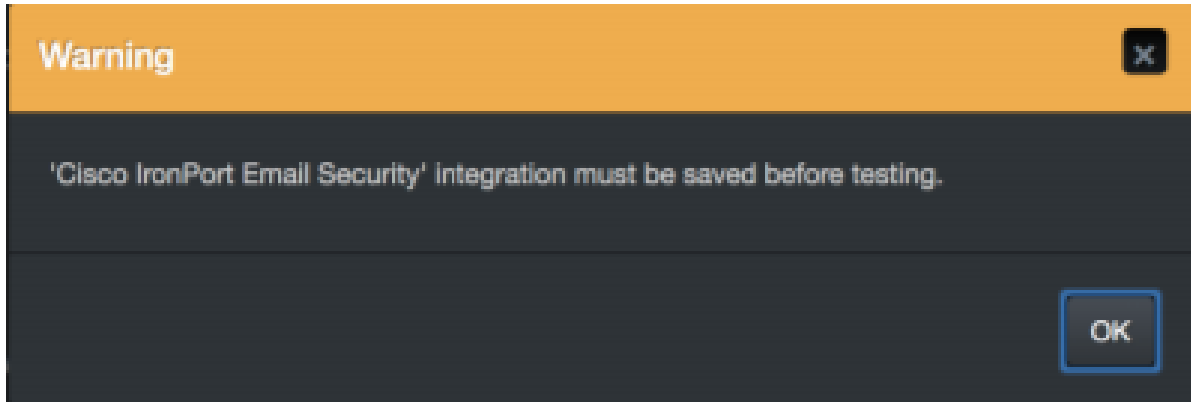 Warning
x
'Cisco IronPort Email Security' integration must be saved before testing.
OK